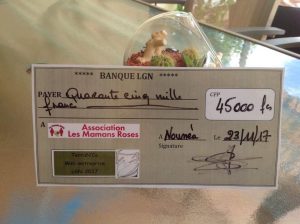 ***** BANQUE LGN *****
PAYER Quarante cinq mille
franc
CFP
45000 frs
A
Association
Les Mamans Roses
A Nouméa Le 23/11/17
Signature